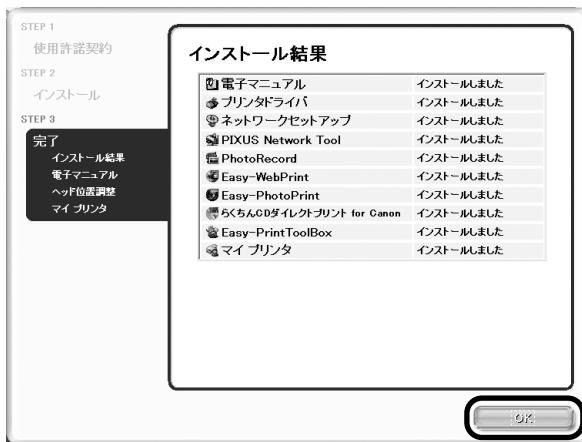 STEP 1
使用許諾契約
STEP 2
インストール
STEP 3
完了
インストール結果
電子マニュアル
ヘッド位置調整
マイ プリンタ
インストール結果
電子マニュアル インストールしました
プリンタドライバ インストールしました
ネットワークセットアップ インストールしました
PIXUS Network Tool インストールしました
PhotoRecord インストールしました
Easy-WebPrint インストールしました
Easy-PhotoPrint インストールしました
らくちんCDダイレクトプリント for Canon インストールしました
Easy-PrintToolBox インストールしました
マイ プリンタ インストールしました
OK